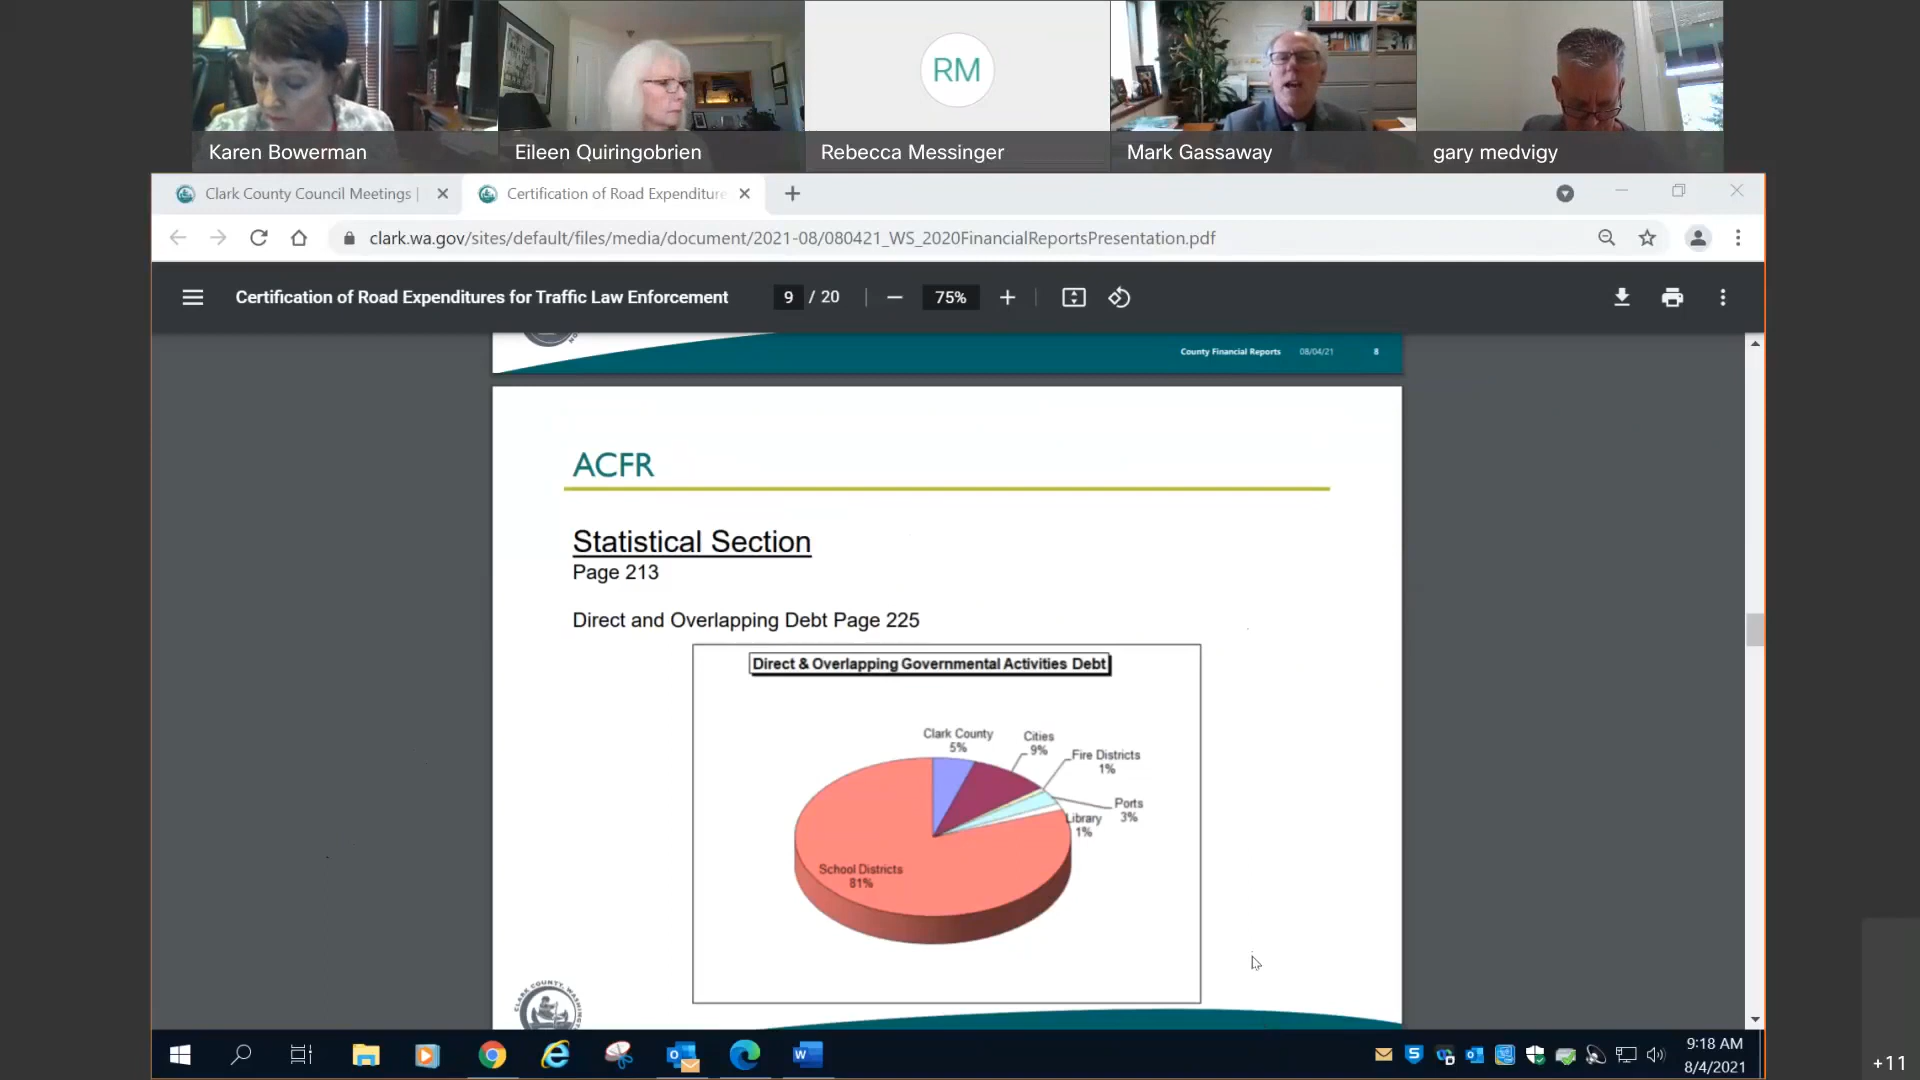 RM
Karen Bowerman
Eileen Quiringobrien
Rebecca Messinger
Mark Gassaway
gary medvigy
Clark County Council Meetings |
Certification of Road Expenditure
clark.wa.gov/sites/default/files/media/document/2021-08/080421_WS_2020FinancialReportsPresentation.pdf
Certification of Road Expenditures for Traffic Law Enforcement
9 / 20
75%
County Financial Reports 08/04/21 8
ACFR
Statistical Section
Page 213
Direct and Overlapping Debt Page 225
Direct & Overlapping Governmental Activities Debt
Clark County
5%
Cities
9%
Fire Districts
1%
Ports
3%
Library
1%
School Districts
81%
CLARK COUNTY, WASHING
9:18 AM
8/4/2021
+11